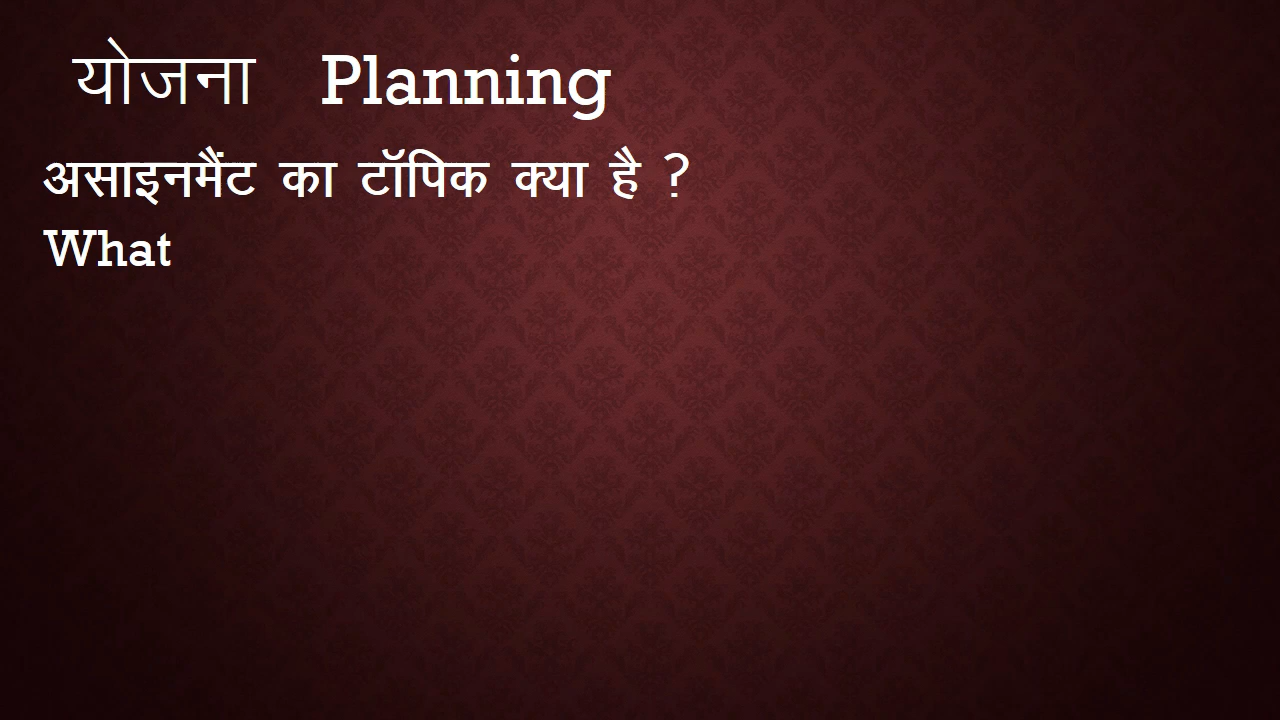 योजना Planning
असाइनमैंट का टॉपिक क्या है ?
What